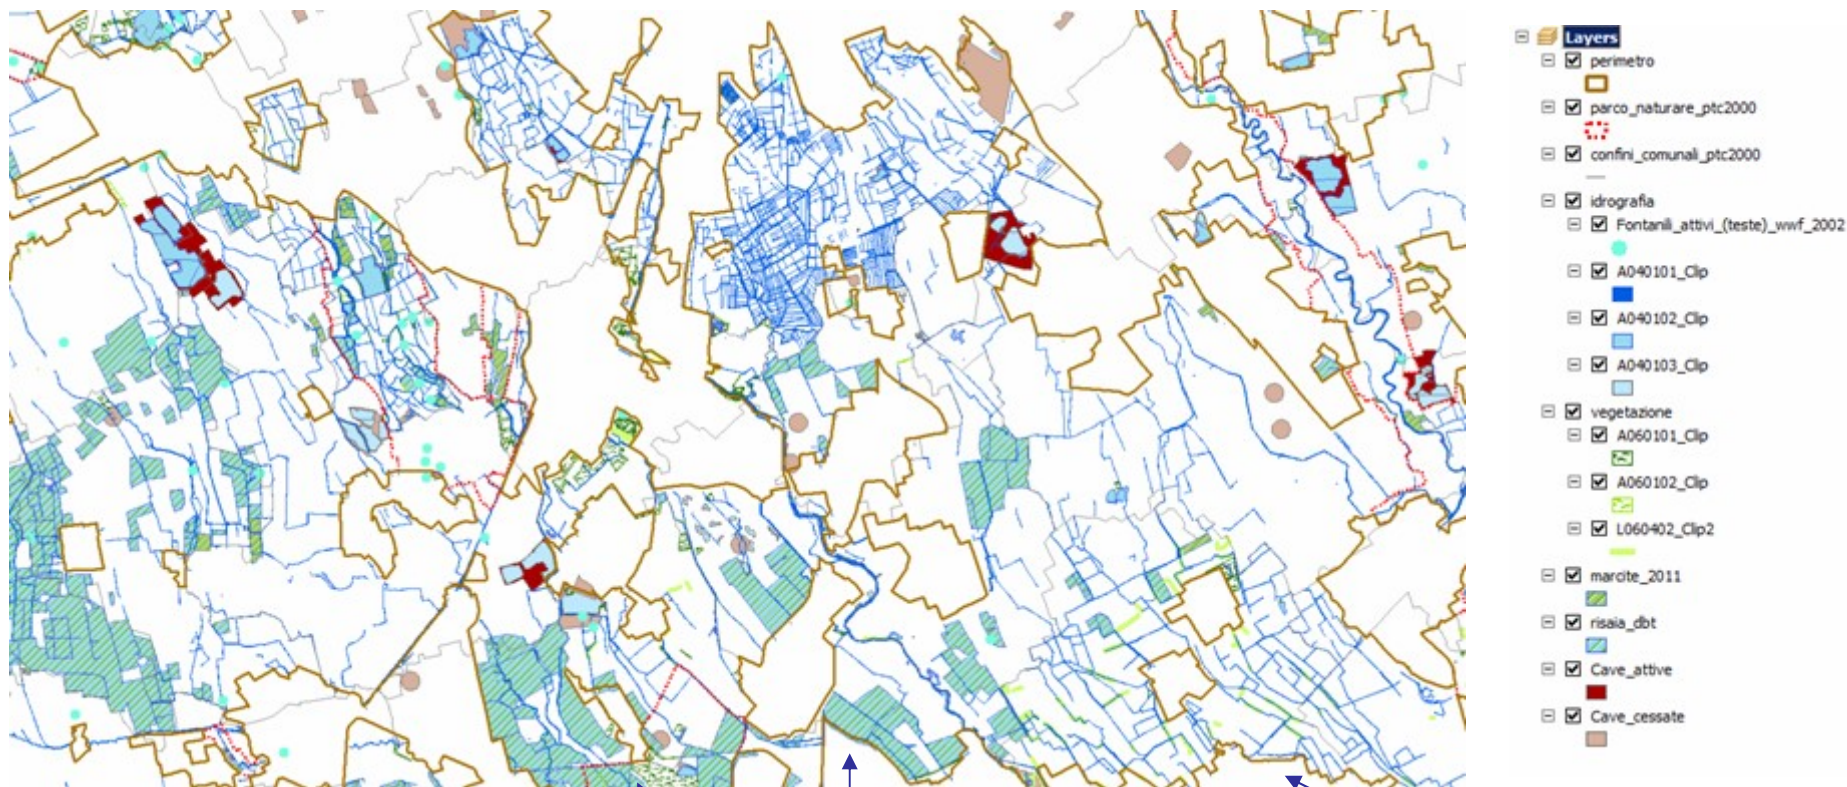 Layers
perimetro
parco_naturare_ptc2000
confini_comunali_ptc2000
idrografia
Fontanili_attivi_(teste)_wwf_2002
A040101_Clip
A040102_Clip
A040103_Clip
vegetazione
A060101_Clip
A060102_Clip
L060402_Clip2
marcite_2011
risaia_dbt
Cave_attive
Cave_cessate